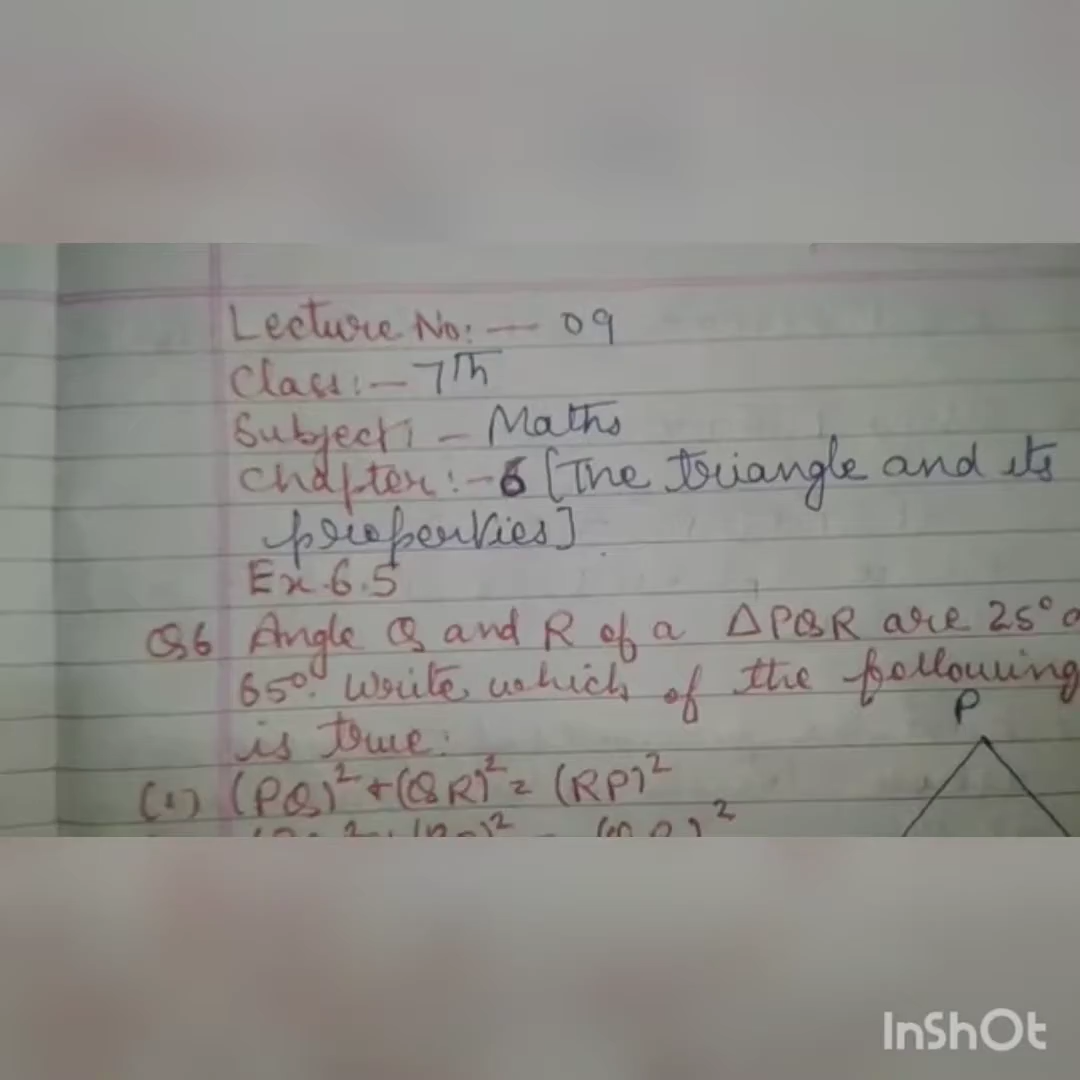 Lecture No:- 09
Class:- 7th
Subject:- Maths
Chapter:-6 [The triangle and its
properties]
Ex.6.5
Q6 Angle Q and R of a △PQR are 25°
65°. Write which of the following
is true:
P
(i) (PQ)²+(QR)²=(RP)²
InShOt